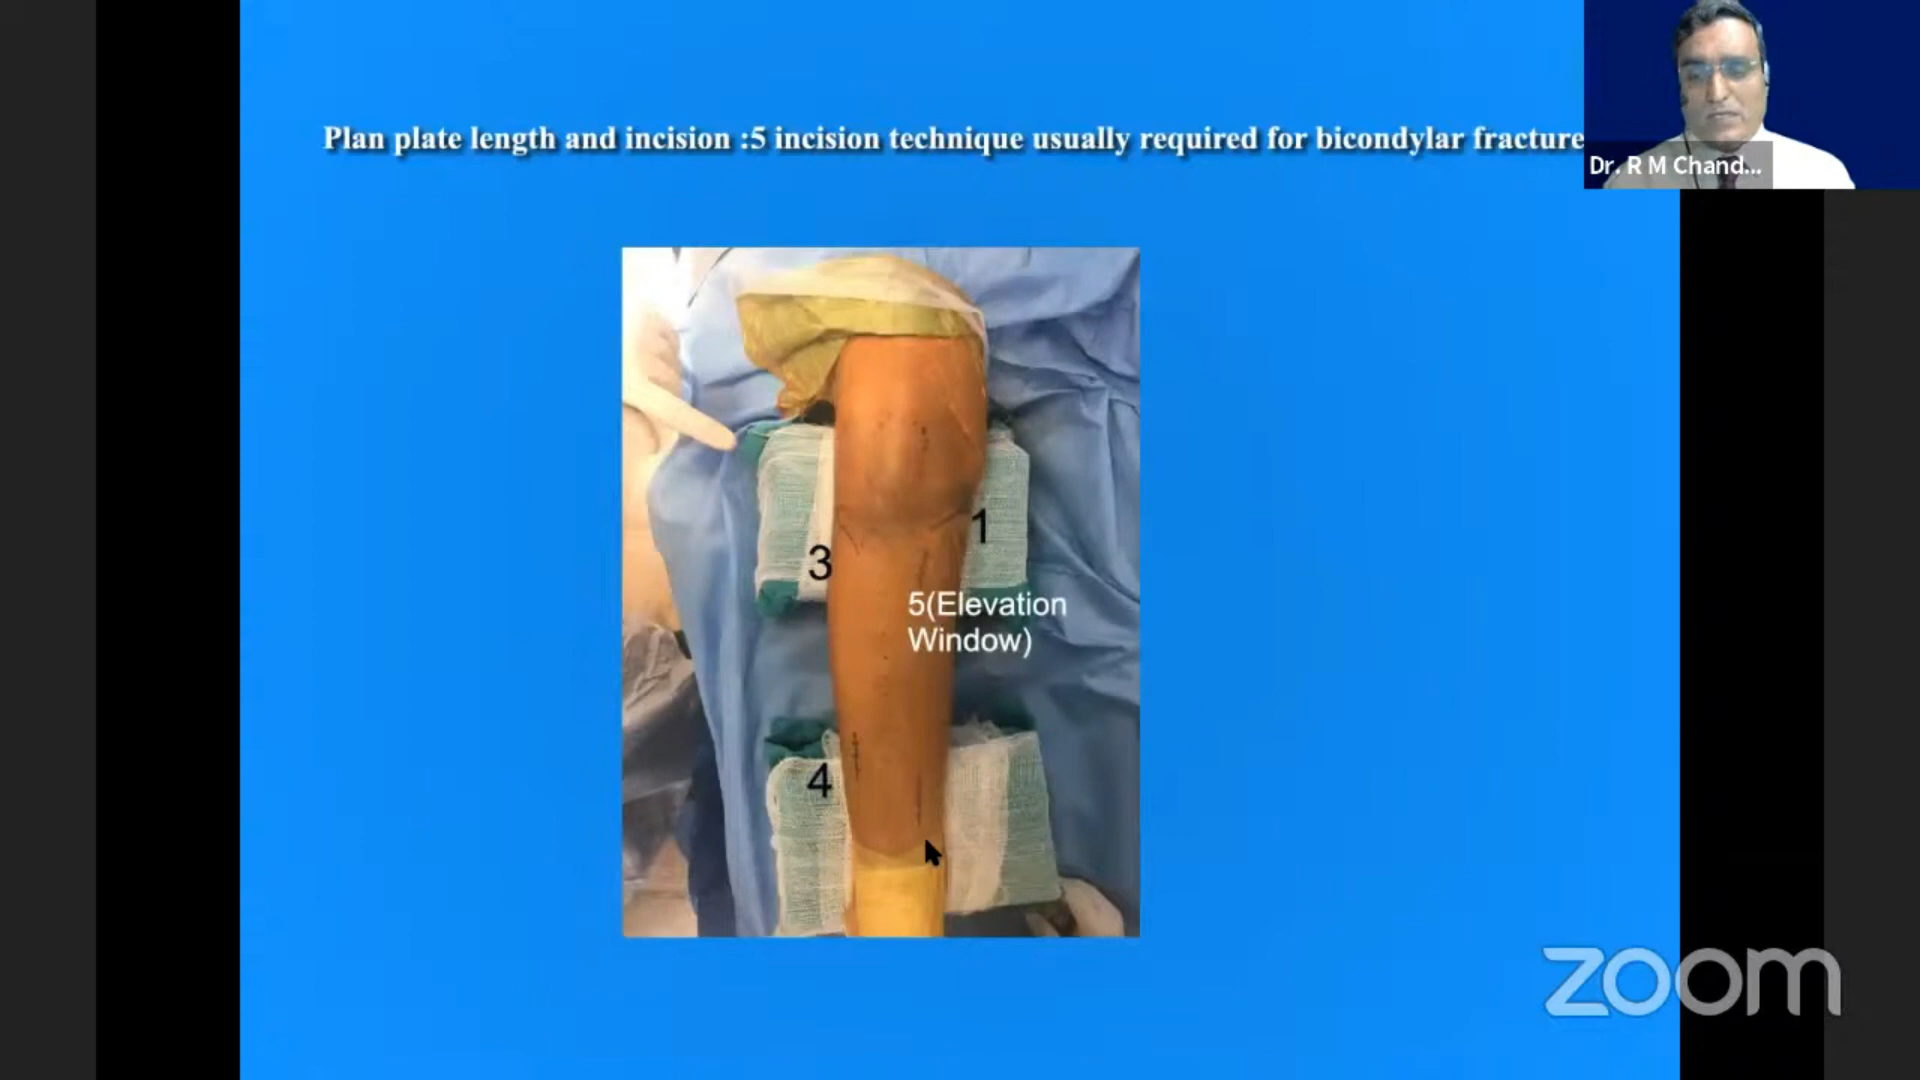 Plan plate length and incision :5 incision technique usually required for bicondylar fracture
Dr. R M Chand...
1
3
5(Elevation
Window)
4
zoom